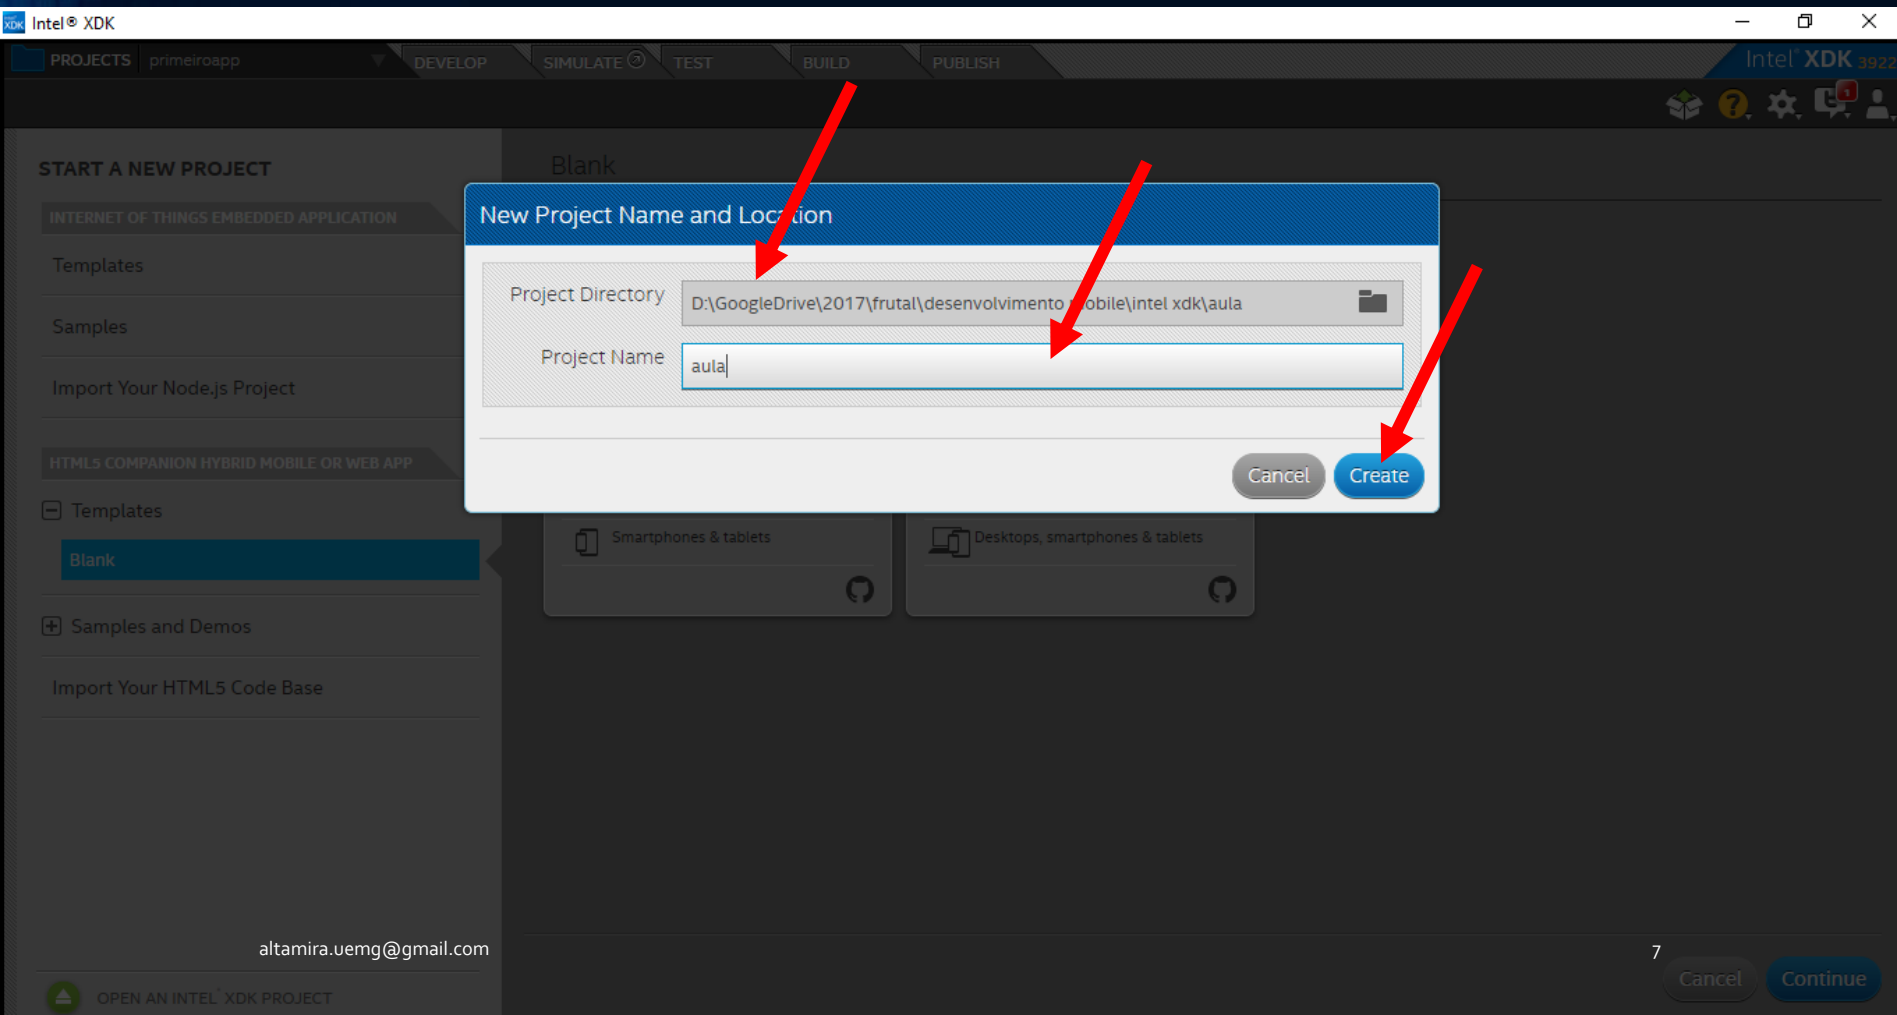 Intel® XDK
PROJECTS primeiroapp DEVELOP SIMULATE TEST BUILD PUBLISH Intel® XDK 3922
1
START A NEW PROJECT
INTERNET OF THINGS EMBEDDED APPLICATION
Templates
Samples
Import Your Node.js Project
HTML5 COMPANION HYBRID MOBILE OR WEB APP
Templates
Blank
Samples and Demos
Import Your HTML5 Code Base
OPEN AN INTEL® XDK PROJECT
Blank
New Project Name and Location
Project Directory D:\GoogleDrive\2017\frutal\desenvolvimento mobile\intel xdk\aula
Project Name aula
Cancel Create
Smartphones & tablets
Desktops, smartphones & tablets
altamira.uemg@gmail.com
7
Cancel Continue